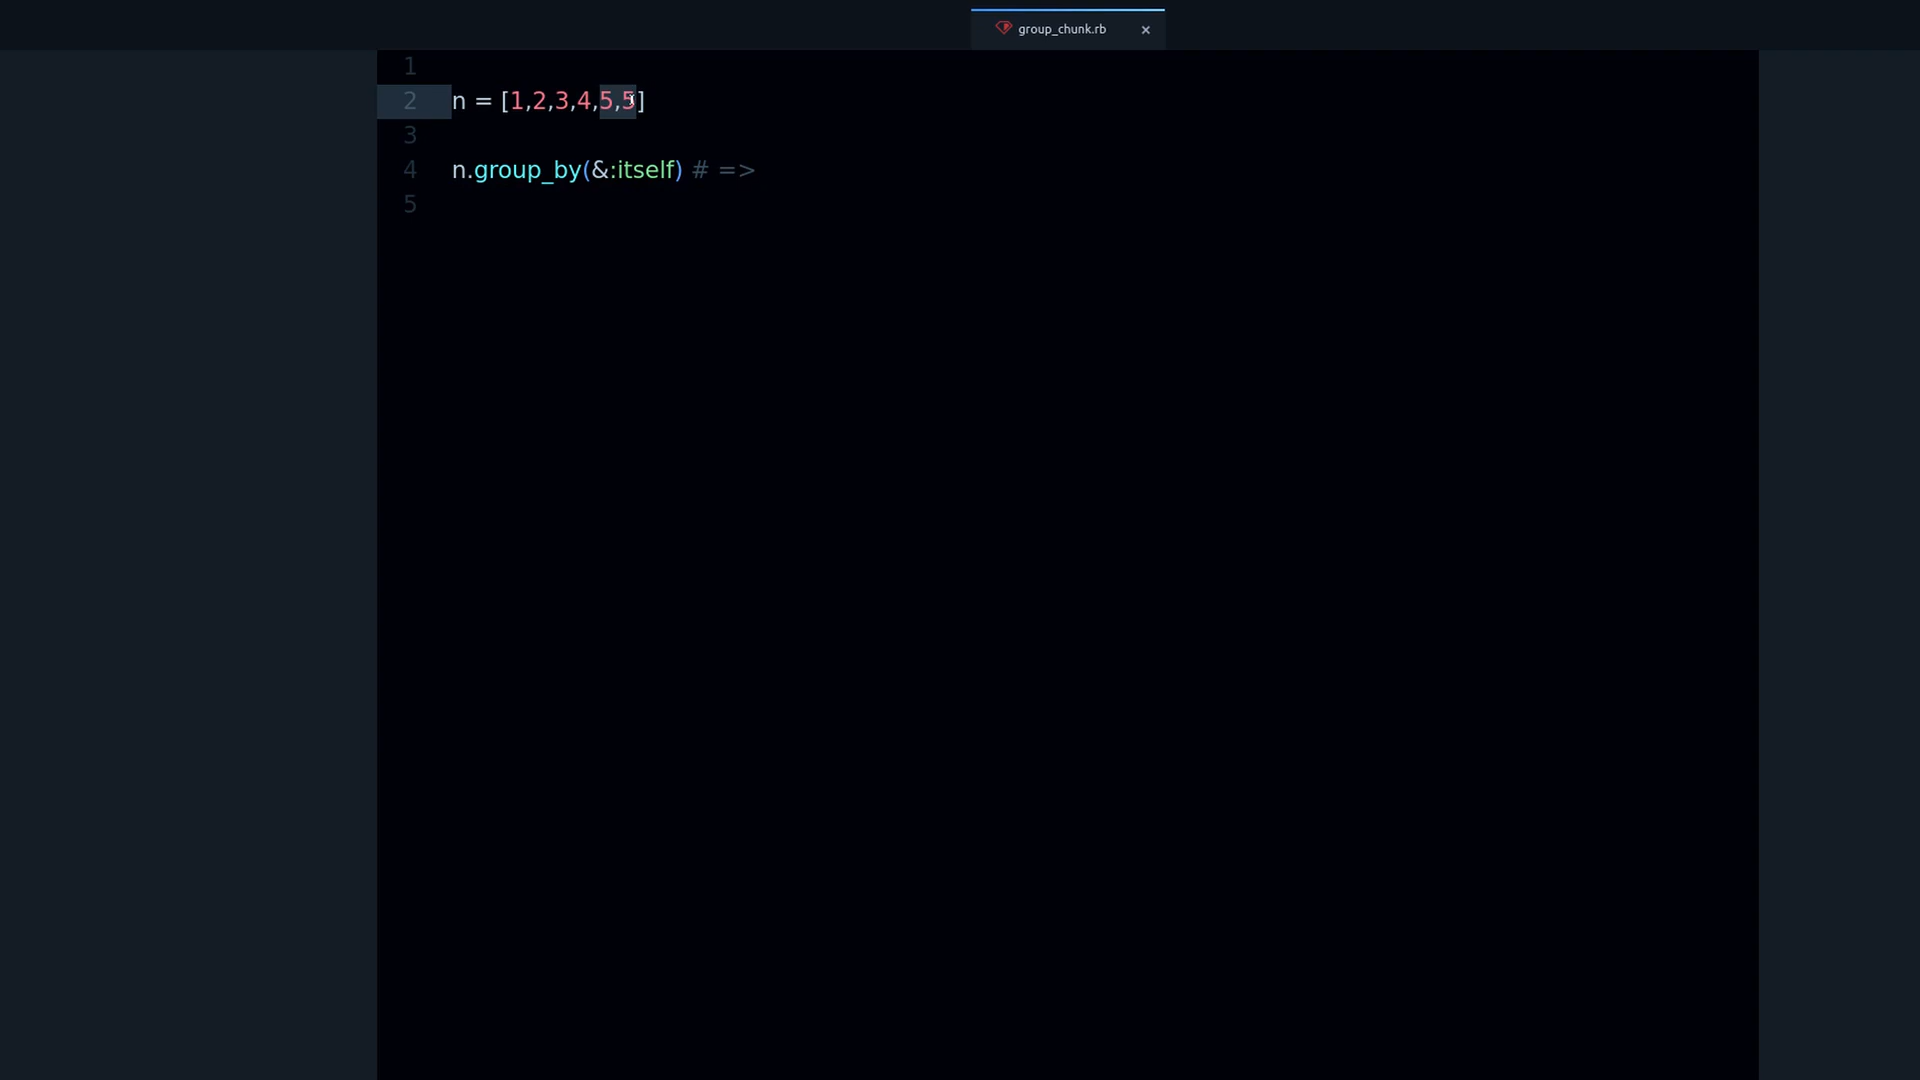 group_chunk.rb ×
1
2 n = [1,2,3,4,5,5]
3
4 n.group_by(&:itself) # =>
5